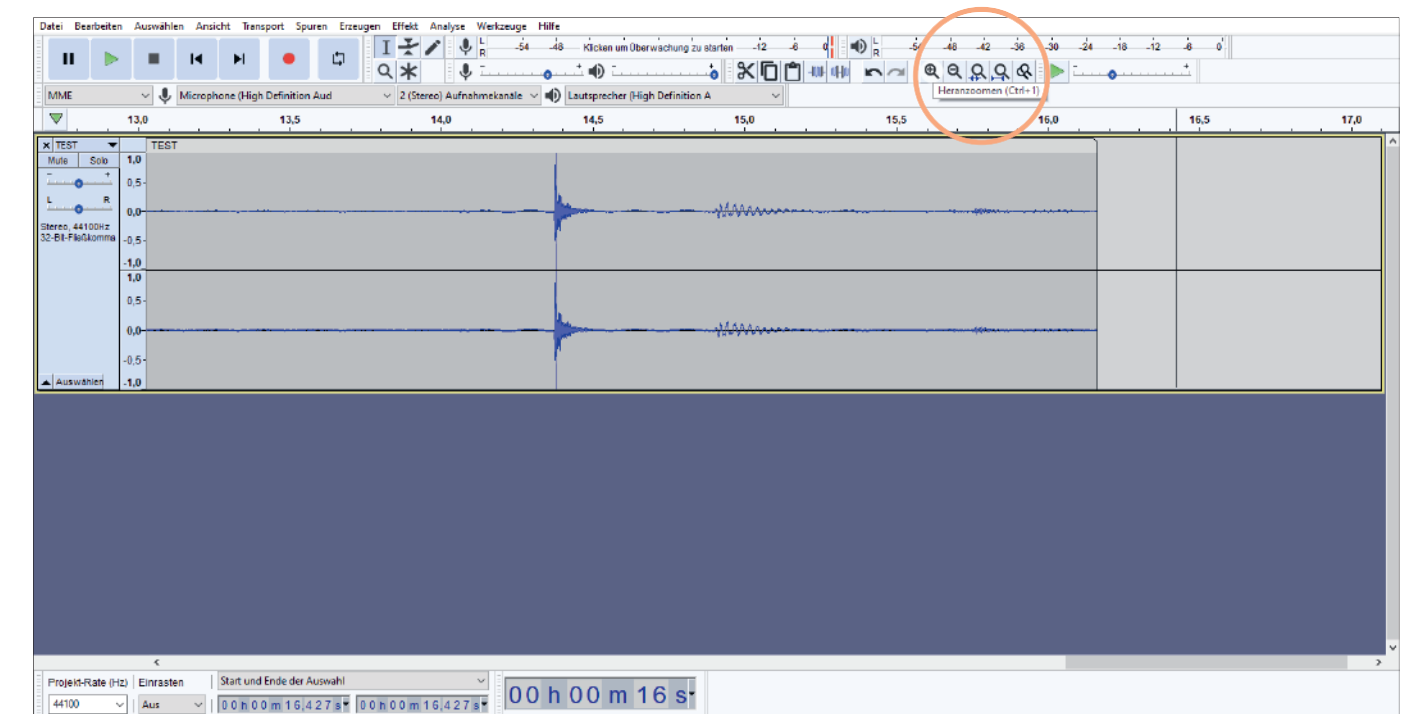 Datei Bearbeiten Auswählen Ansicht Transport Spuren Erzeugen Effekt Analyse Werkzeuge Hilfe
L R -54 -48 Klicken um Überwachung zu starten -12 -6 0 L R -54 -48 -42 -36 -30 -24 -18 -12 -6 0
- + - + - +
MME Microphone (High Definition Aud 2 (Stereo) Aufnahmekanäle Lautsprecher (High Definition A
Heranzoomen (Ctrl+1)
13,0 13,5 14,0 14,5 15,0 15,5 16,0 16,5 17,0
x TEST TEST
Mute Solo 1,0
- + 0,5
L R 0,0
Stereo, 44100Hz
32-Bit-Fließkomma -0,5
-1,0
1,0
0,5
0,0
-0,5
Auswählen -1,0
Projekt-Rate (Hz) Einrasten Start und Ende der Auswahl
44100 Aus 00h00m16,427s 00h00m16,427s 00 h 00 m 16 s